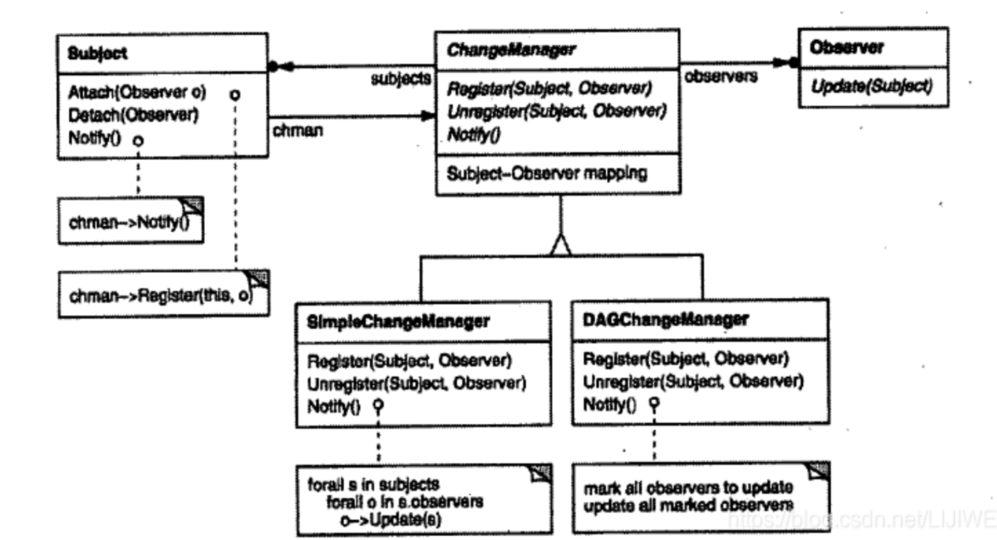 Subject
Attach(Observer o)
Detach(Observer)
Notify()
chman->Notify()
chman->Register(this, o)
subjects
chman
ChangeManager
Register(Subject, Observer)
Unregister(Subject, Observer)
Notify()
Subject-Observer mapping
observers
Observer
Update(Subject)
SimpleChangeManager
Register(Subject, Observer)
Unregister(Subject, Observer)
Notify()
forall s in subjects
forall o in s.observers
o->Update(s)
DAGChangeManager
Register(Subject, Observer)
Unregister(Subject, Observer)
Notify()
mark all observers to update
update all marked observers
https://blog.csdn.net/LIJIWE